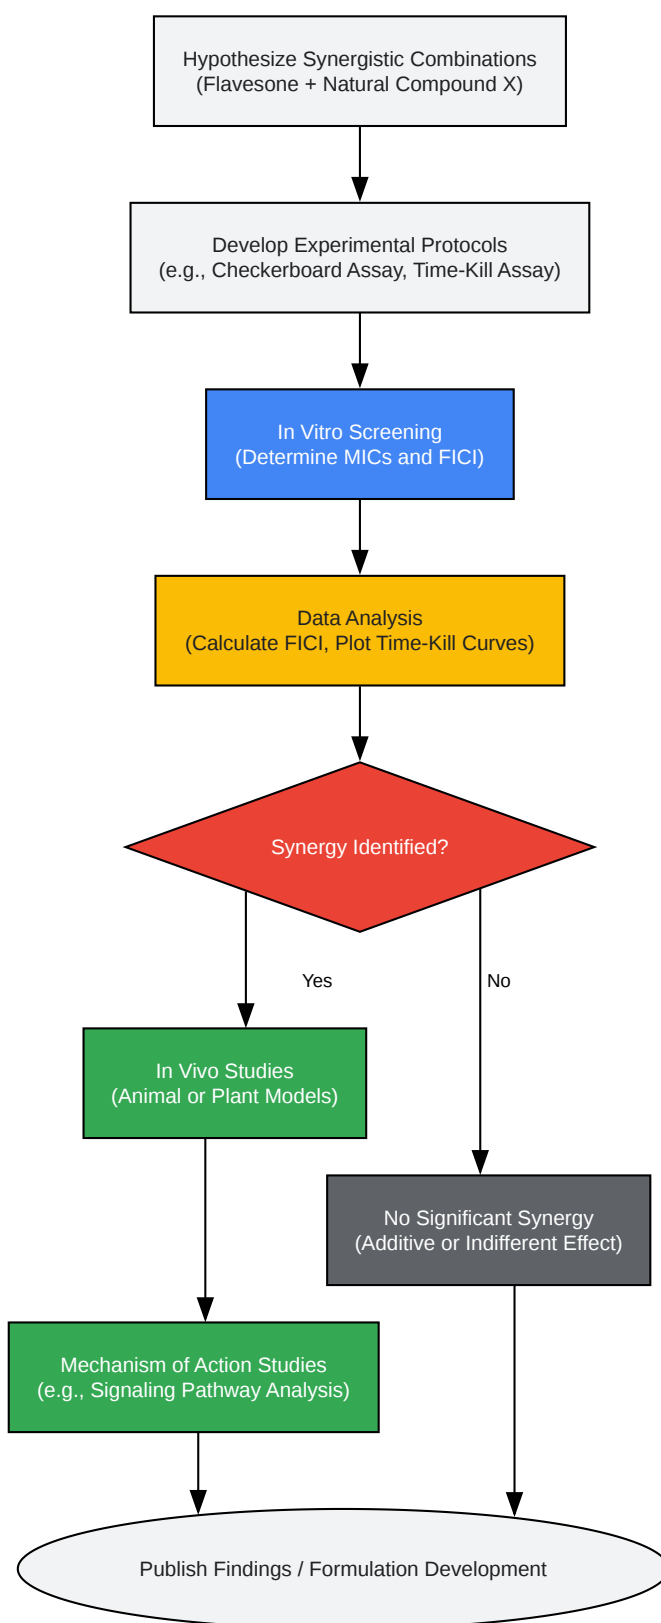 Hypothesize Synergistic Combinations
(Flavesone + Natural Compound X)
Develop Experimental Protocols
(e.g., Checkerboard Assay, Time-Kill Assay)
In Vitro Screening
(Determine MICs and FICI)
Data Analysis
(Calculate FICI, Plot Time-Kill Curves)
Synergy Identified?
Yes
No
In Vivo Studies
(Animal or Plant Models)
No Significant Synergy
(Additive or Indifferent Effect)
Mechanism of Action Studies
(e.g., Signaling Pathway Analysis)
Publish Findings / Formulation Development